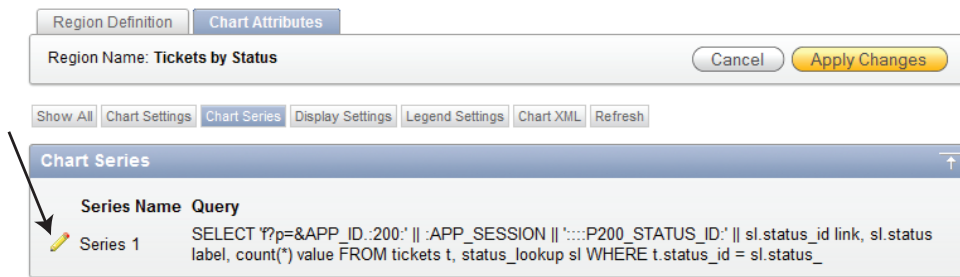 Region Definition Chart Attributes
Region Name: Tickets by Status Cancel Apply Changes
Show All Chart Settings Chart Series Display Settings Legend Settings Chart XML Refresh
Chart Series
Series Name Query
Series 1 SELECT 'f?p=&APP_ID.:200:' || :APP_SESSION || '::::P200_STATUS_ID:' || sl.status_id link, sl.status
label, count(*) value FROM tickets t, status_lookup sl WHERE t.status_id = sl.status_